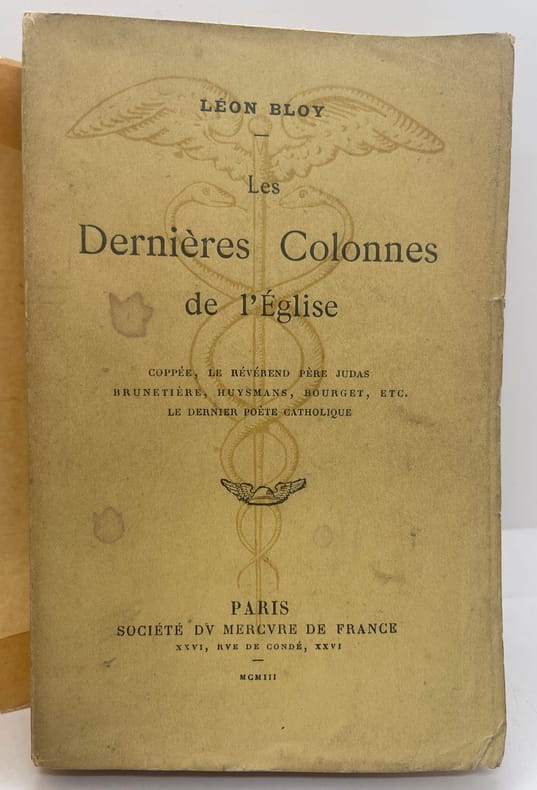 LÉON BLOY
Les
Dernières Colonnes
de l'Église
COPPÉE, LE RÉVÉREND PÈRE JUDAS
BRUNETIÈRE, HUYSMANS, BOURGET, ETC.
LE DERNIER POÈTE CATHOLIQUE
PARIS
SOCIÉTÉ DV MERCVRE DE FRANCE
XXVI, RVE DE CONDÉ, XXVI
MCMIII